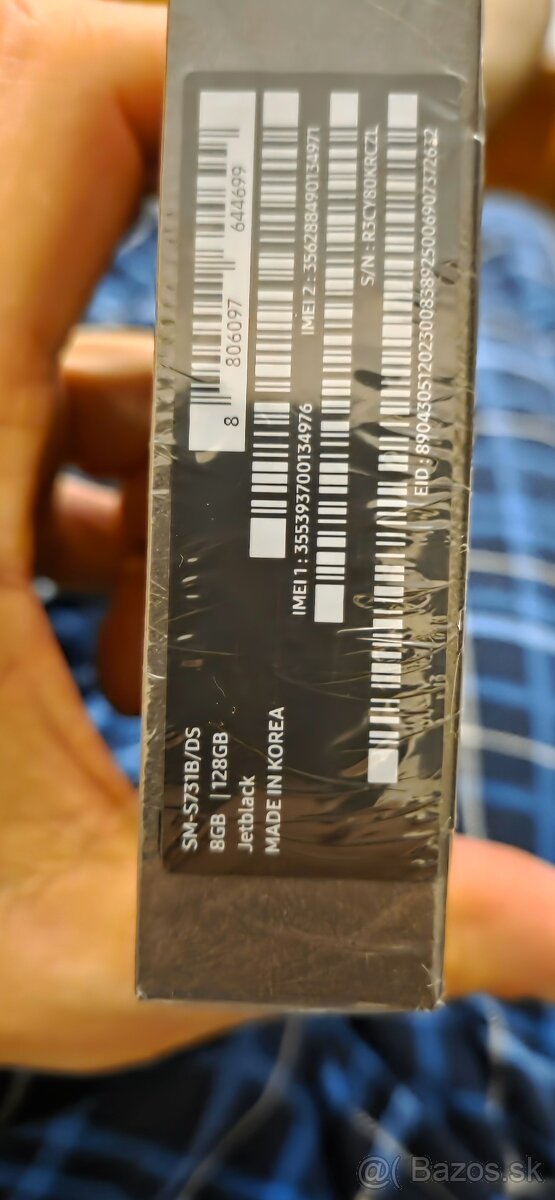 SM-S731B/DS
8GB | 128GB
Jetblack
MADE IN KOREA
8 806097 644699
IMEI 1 : 355393700134976
IMEI 2 : 356288490134971
S/N : R3CY80KRCZL
EID : 89043051202300838925006907372632
@( Bazos.sk